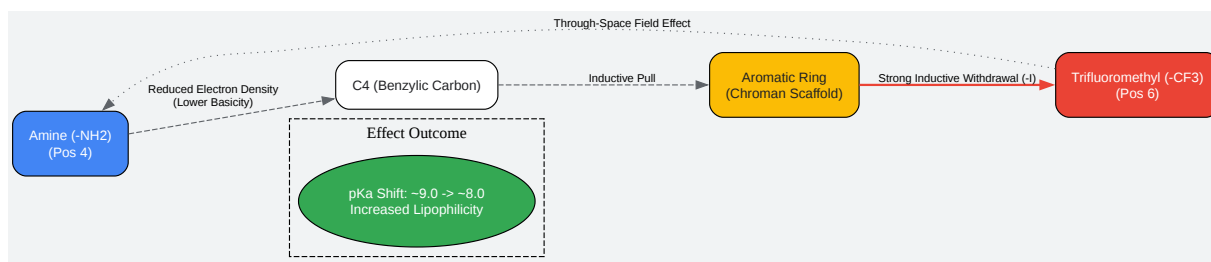 Through-Space Field Effect
Reduced Electron Density
(Lower Basicity)
C4 (Benzylic Carbon)
Inductive Pull
Aromatic Ring
(Chroman Scaffold)
Strong Inductive Withdrawal (-I)
Trifluoromethyl (-CF3)
(Pos 6)
Amine (-NH2)
(Pos 4)
Effect Outcome
pKa Shift: ~9.0 -> ~8.0
Increased Lipophilicity